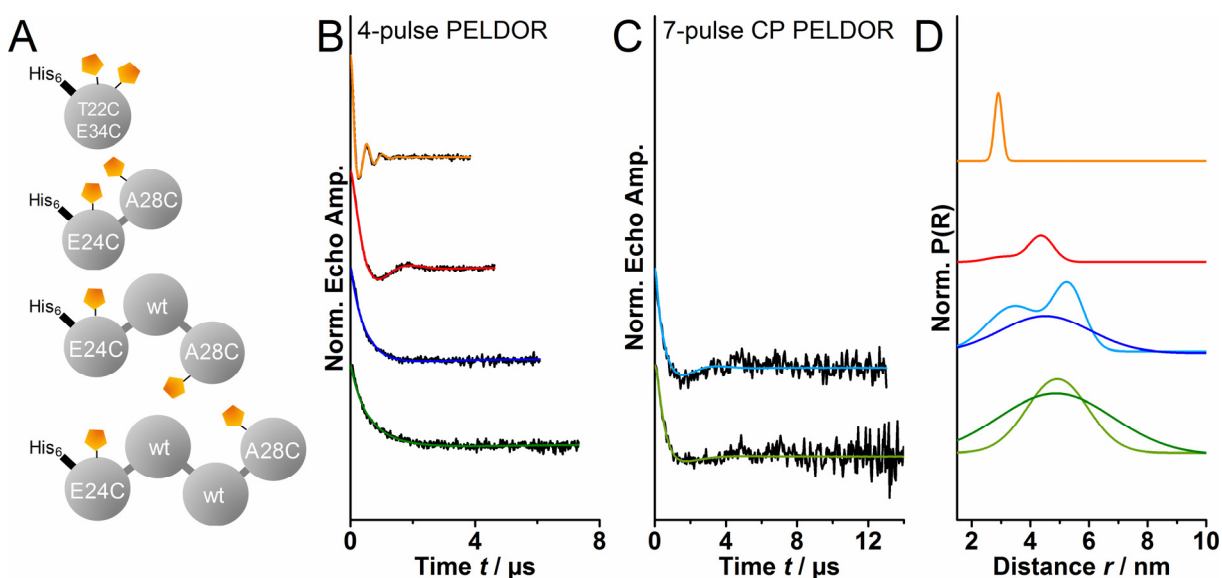 A
His6
T22C
E34C
His6
A28C
E24C
His6
wt
E24C
A28C
His6
wt
A28C
E24C
wt
B
4-pulse PELDOR
Norm. Echo Amp.
0 4 8
Time t / µs
C
7-pulse CP PELDOR
Norm. Echo Amp.
0 4 8 12
Time t / µs
D
Norm. P(R)
2 4 6 8 10
Distance r / nm